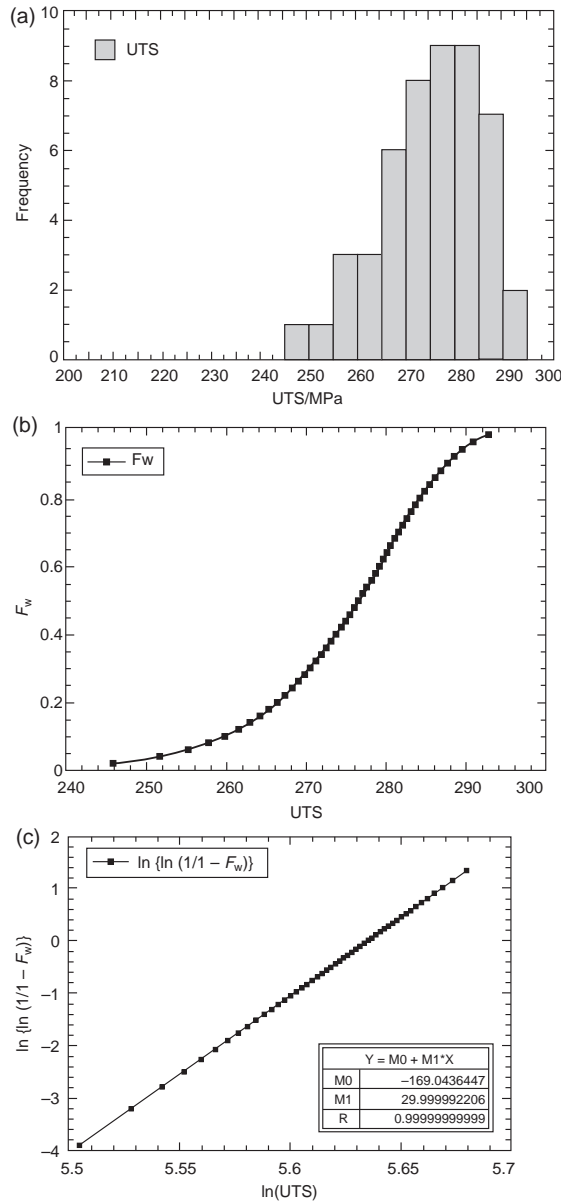 (a)
10
8
6
4
2
0
Frequency
UTS
200 210 220 230 240 250 260 270 280 290 300
UTS/MPa
(b)
1
0.8
0.6
0.4
0.2
0
Fw
Fw
240 250 260 270 280 290 300
UTS
(c)
2
1
0
−1
−2
−3
−4
ln {ln (1/1 − Fw)}
ln {ln (1/1 − Fw)}
Y = M0 + M1*X
M0 −169.0436447
M1 29.999992206
R 0.99999999999
5.5 5.55 5.6 5.65 5.7
ln(UTS)